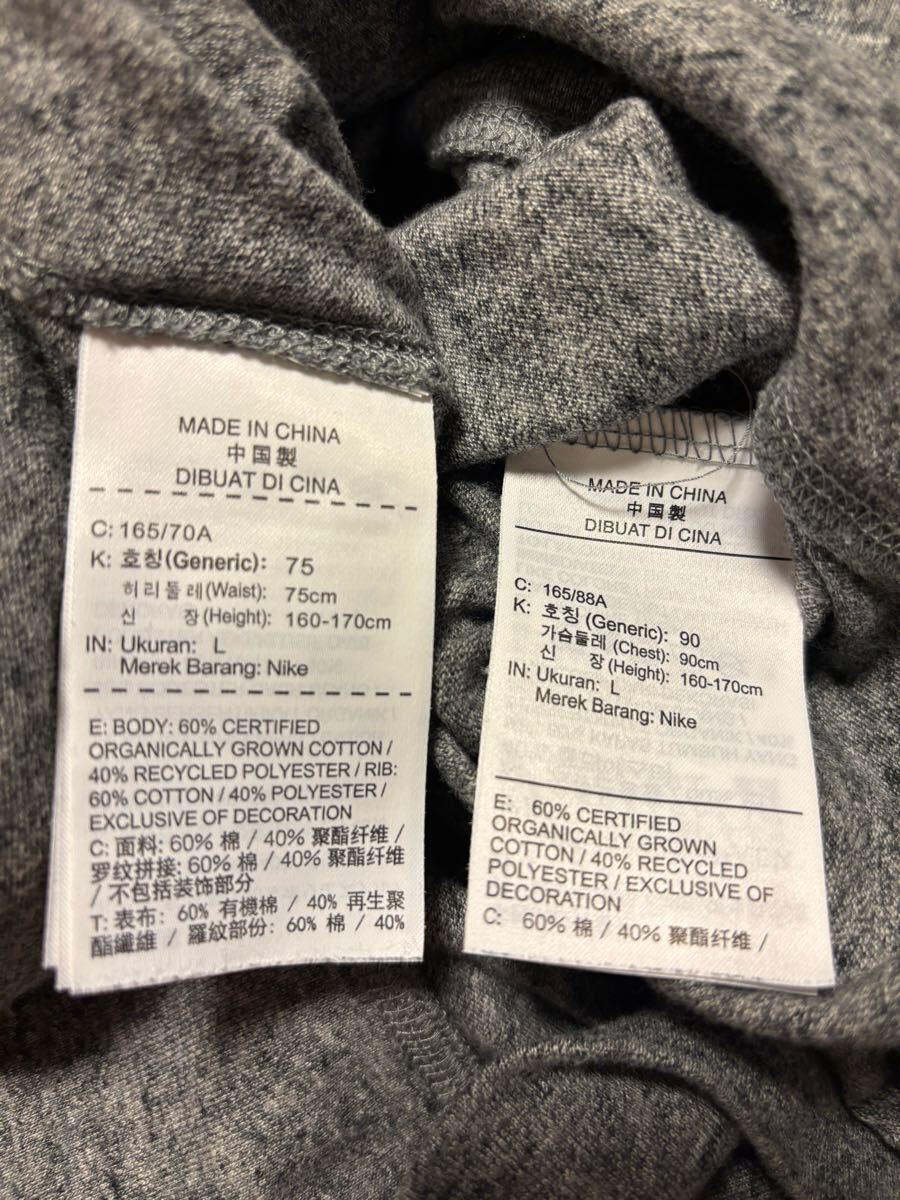 MADE IN CHINA
中国製
DIBUAT DI CINA
C: 165/70A
K: 호칭(Generic): 75
허리둘레(Waist): 75cm
신 장(Height): 160-170cm
IN: Ukuran: L
Merek Barang: Nike
E: BODY: 60% CERTIFIED
ORGANICALLY GROWN COTTON /
40% RECYCLED POLYESTER / RIB:
60% COTTON / 40% POLYESTER /
EXCLUSIVE OF DECORATION
C: 面料: 60% 棉 / 40% 聚酯纤维 /
罗纹拼接: 60% 棉 / 40% 聚酯纤维
/ 不包括装饰部分
T: 表布: 60% 有機棉 / 40% 再生聚
酯纖維 / 羅紋部份: 60% 棉 / 40%
MADE IN CHINA
中国製
DIBUAT DI CINA
C: 165/88A
K: 호칭 (Generic): 90
가슴둘레 (Chest): 90cm
신 장(Height): 160-170cm
IN: Ukuran: L
Merek Barang: Nike
E: 60% CERTIFIED
ORGANICALLY GROWN
COTTON / 40% RECYCLED
POLYESTER / EXCLUSIVE OF
DECORATION
C: 60% 棉 / 40% 聚酯纤维 /